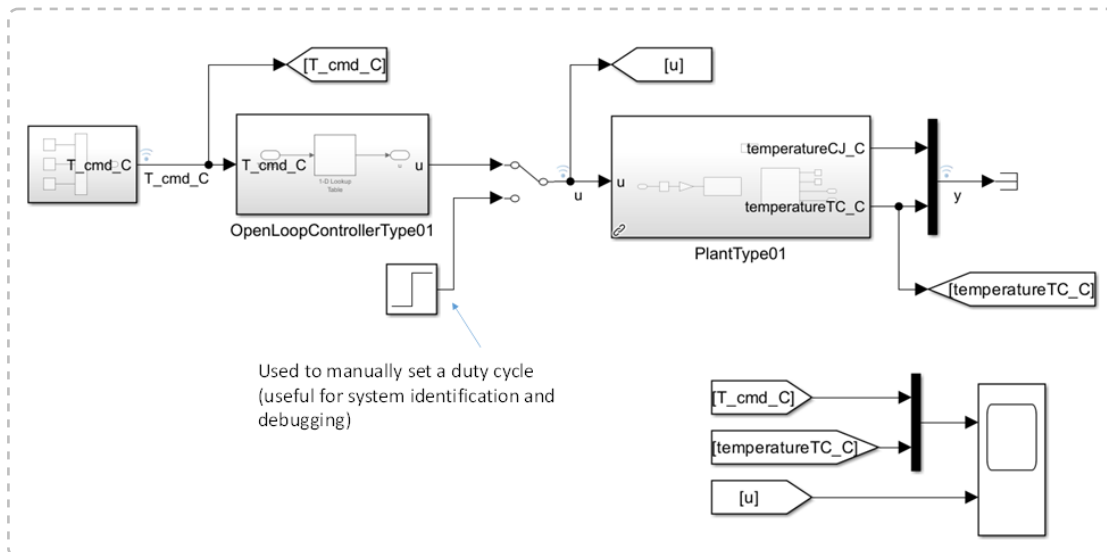 [T_cmd_C]
[u]
T_cmd_C
T_cmd_C
T_cmd_C
1-D Lookup
Table
u
u
OpenLoopControllerType01
u
u
temperatureCJ_C
temperatureTC_C
PlantType01
y
[temperatureTC_C]
Used to manually set a duty cycle
(useful for system identification and
debugging)
[T_cmd_C]
[temperatureTC_C]
[u]